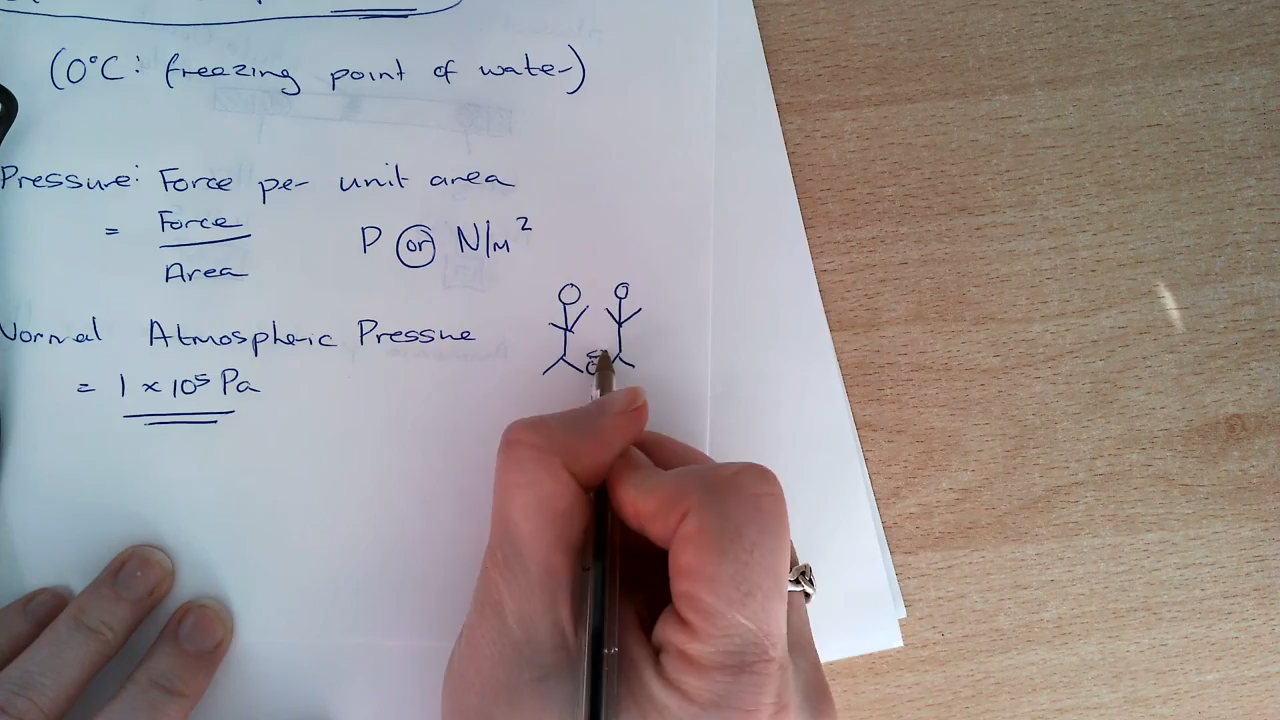 (0°C: freezing point of water)
Pressure: Force per unit area
= Force / Area P or N/m²
Normal Atmospheric Pressure
= 1 × 10⁵ Pa